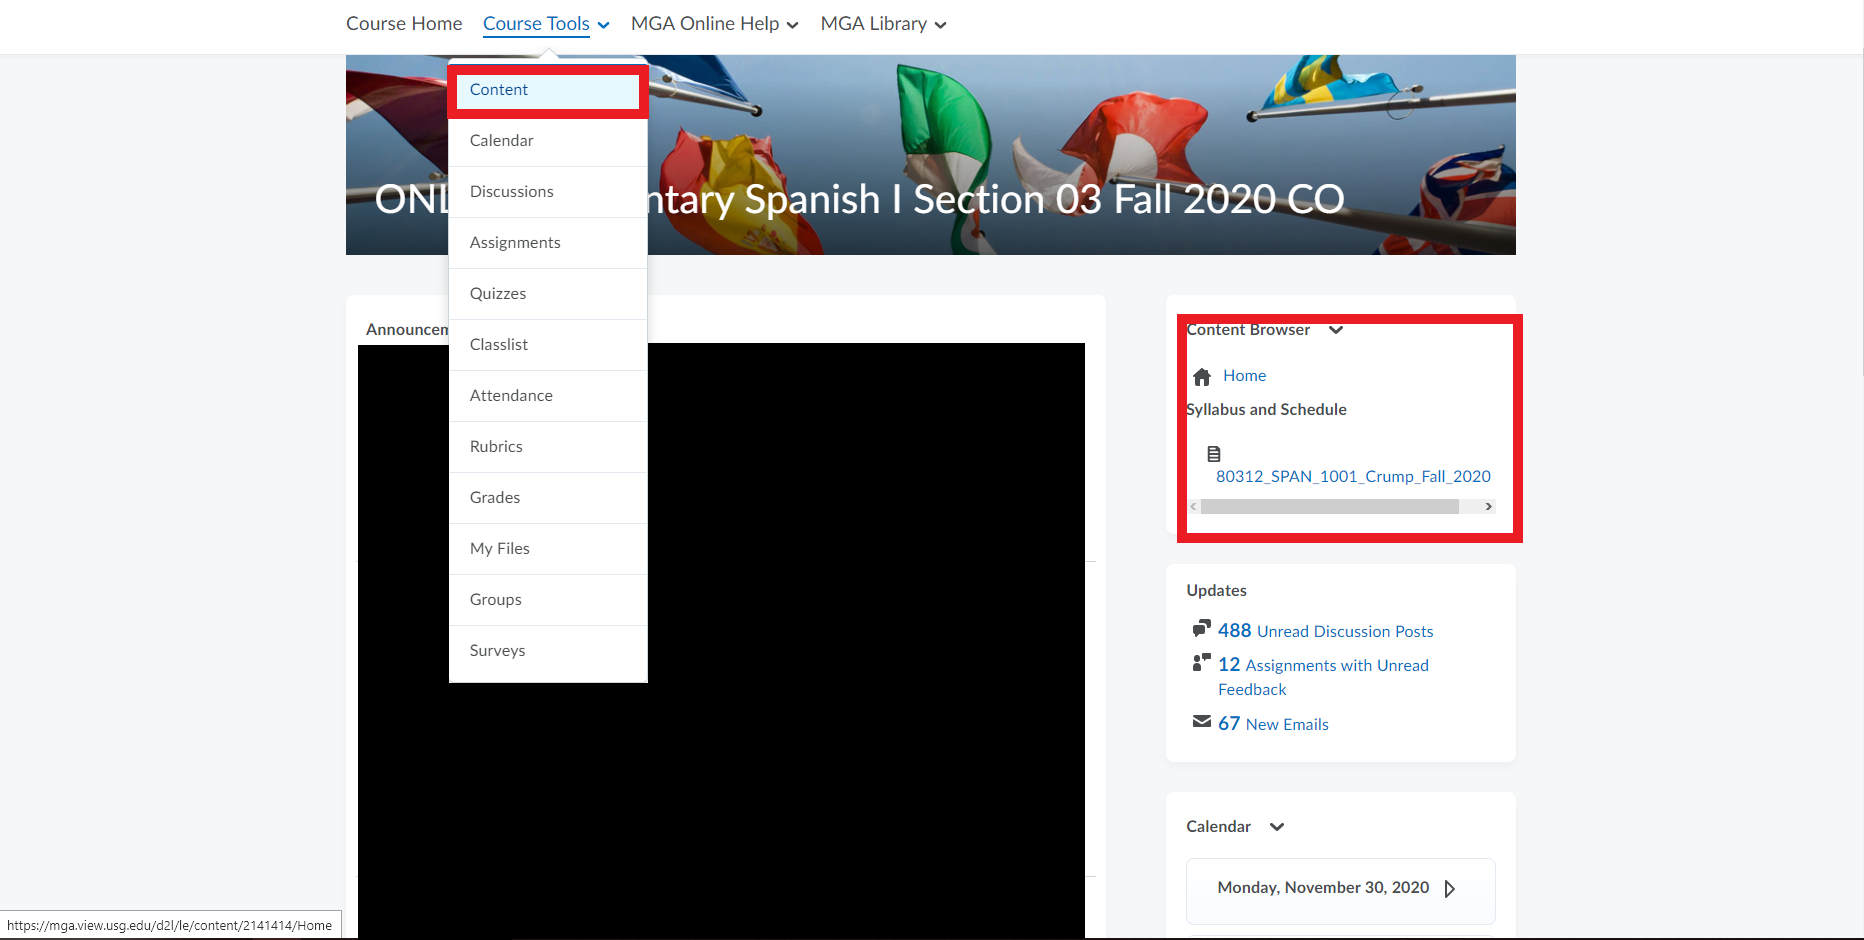 Course Home Course Tools MGA Online Help MGA Library
Content
Calendar
Discussions
Assignments
Quizzes
Classlist
Attendance
Rubrics
Grades
My Files
Groups
Surveys
ONL ntary Spanish I Section 03 Fall 2020 CO
Announcem
Content Browser
Home
Syllabus and Schedule
80312_SPAN_1001_Crump_Fall_2020
Updates
488 Unread Discussion Posts
12 Assignments with Unread
Feedback
67 New Emails
Calendar
Monday, November 30, 2020
https://mga.view.usg.edu/d2l/le/content/2141414/Home